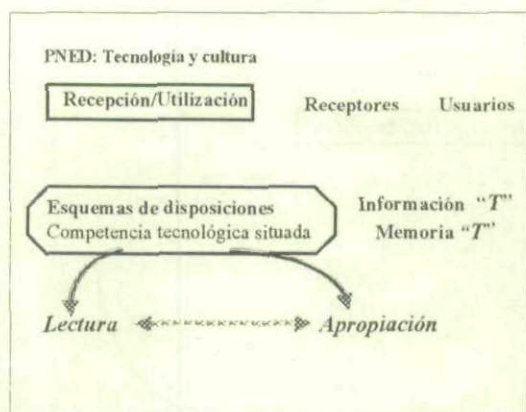 PNED: Tecnología y cultura
Recepción/Utilización Receptores Usuarios
Esquemas de disposiciones Información "T"
Competencia tecnológica situada Memoria "T"
Lectura Apropiación